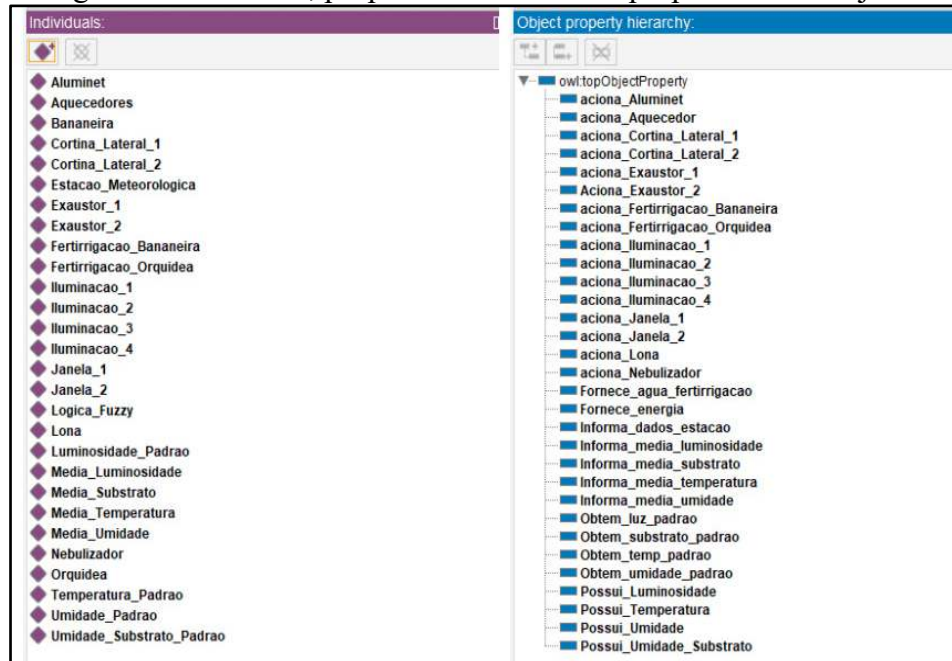 Individuals:
Aluminet
Aquecedores
Bananeira
Cortina_Lateral_1
Cortina_Lateral_2
Estacao_Meteorologica
Exaustor_1
Exaustor_2
Fertirrigacao_Bananeira
Fertirrigacao_Orquidea
Iluminacao_1
Iluminacao_2
Iluminacao_3
Iluminacao_4
Janela_1
Janela_2
Logica_Fuzzy
Lona
Luminosidade_Padrao
Media_Luminosidade
Media_Substrato
Media_Temperatura
Media_Umidade
Nebulizador
Orquidea
Temperatura_Padrao
Umidade_Padrao
Umidade_Substrato_Padrao
Object property hierarchy:
owl:topObjectProperty
aciona_Aluminet
aciona_Aquecedor
aciona_Cortina_Lateral_1
aciona_Cortina_Lateral_2
aciona_Exaustor_1
Aciona_Exaustor_2
aciona_Fertirrigacao_Bananeira
aciona_Fertirrigacao_Orquidea
aciona_Iluminacao_1
aciona_Iluminacao_2
aciona_Iluminacao_3
aciona_Iluminacao_4
aciona_Janela_1
aciona_Janela_2
aciona_Lona
aciona_Nebulizador
Fornece_agua_fertirrigacao
Fornece_energia
Informa_dados_estacao
Informa_media_luminosidade
Informa_media_substrato
Informa_media_temperatura
Informa_media_umidade
Obtem_luz_padrao
Obtem_substrato_padrao
Obtem_temp_padrao
Obtem_umidade_padrao
Possui_Luminosidade
Possui_Temperatura
Possui_Umidade
Possui_Umidade_Substrato